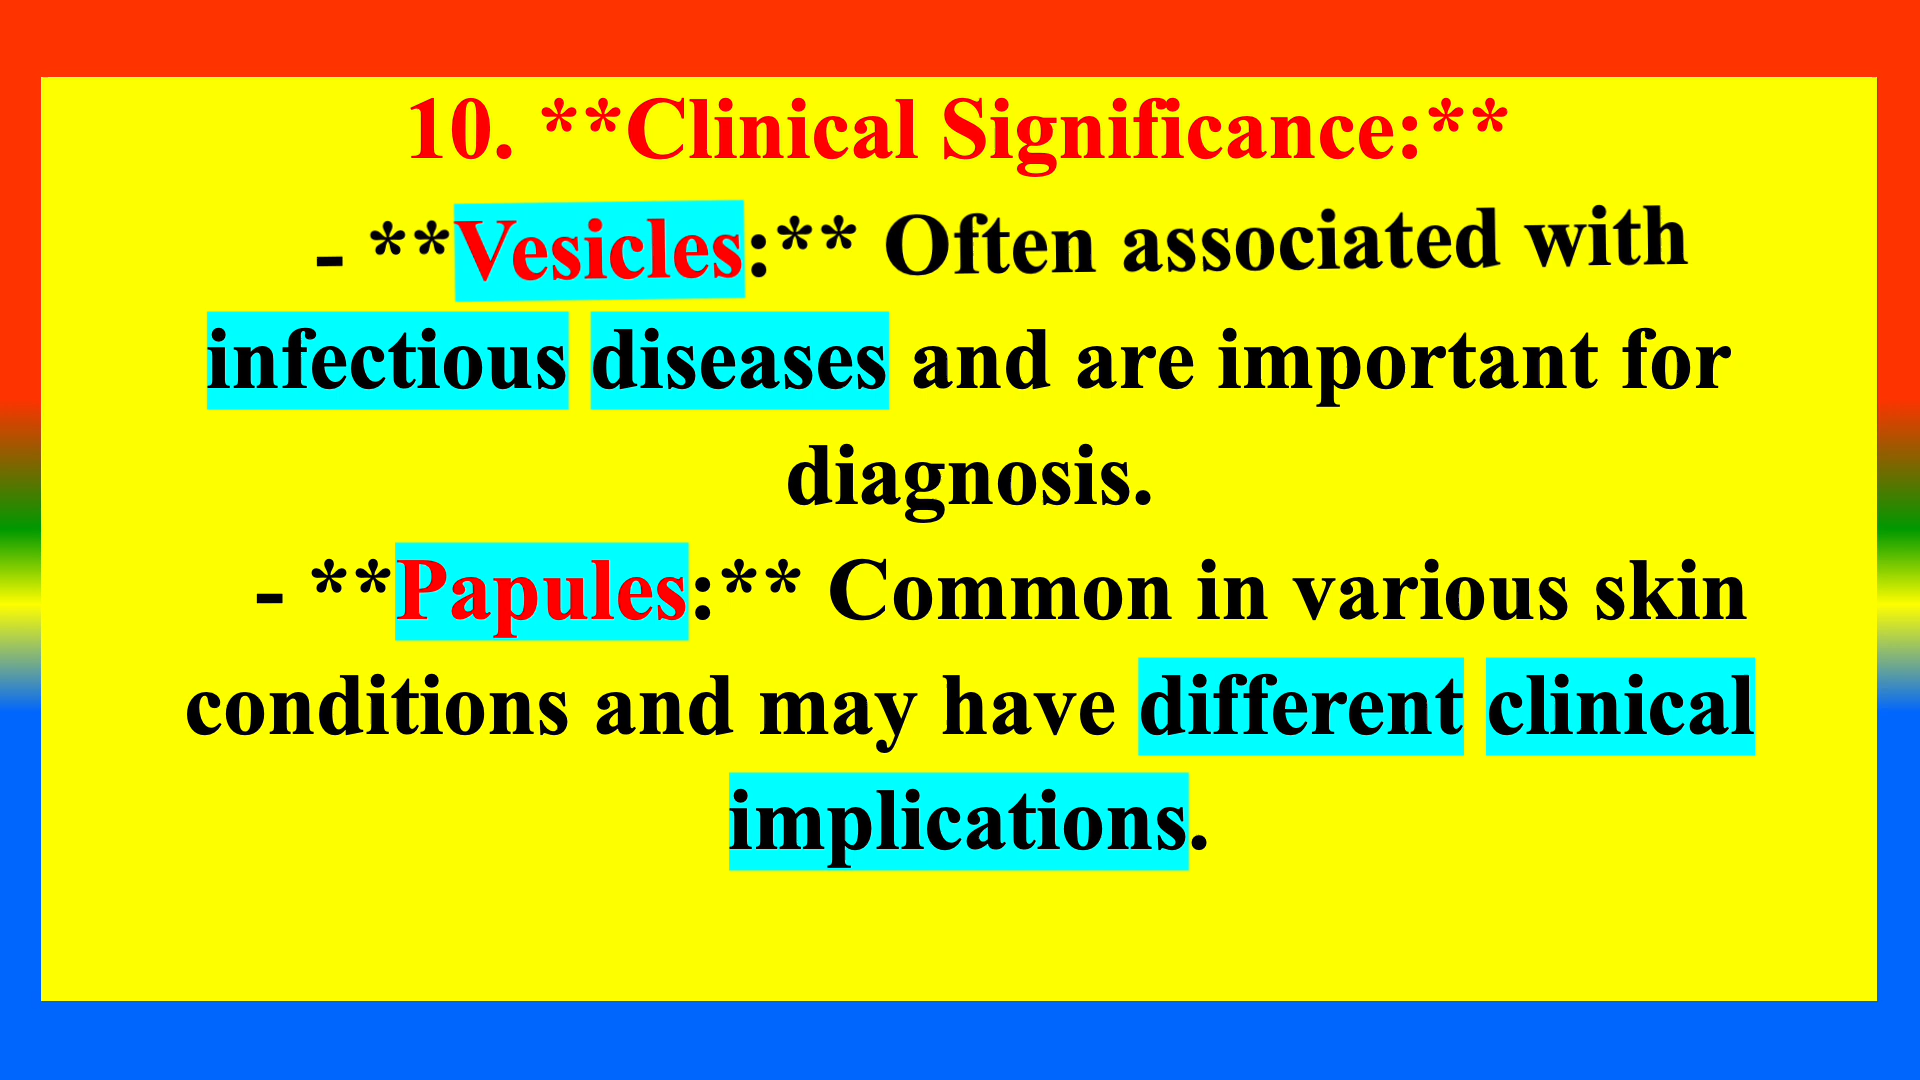 10. **Clinical Significance:**
- **Vesicles:** Often associated with
infectious diseases and are important for
diagnosis.
- **Papules:** Common in various skin
conditions and may have different clinical
implications.